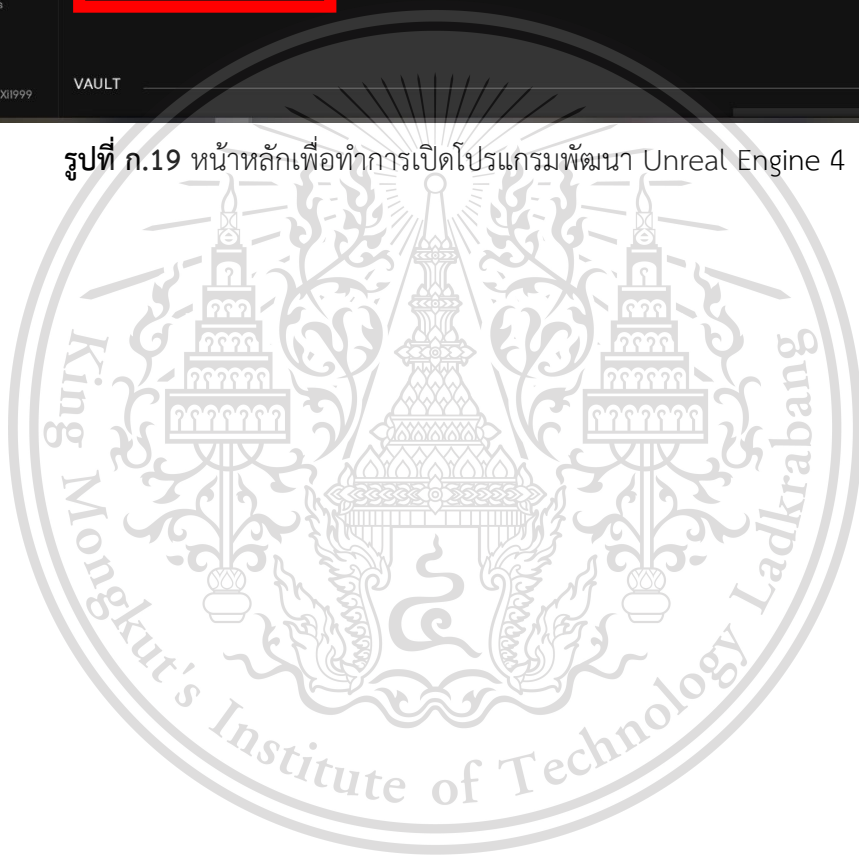 s
Xil999
VAULT
รูปที่ ก.19 หน้าหลักเพื่อทำการเปิดโปรแกรมพัฒนา Unreal Engine 4
King Mongkut's Institute of Technology Ladkrabang